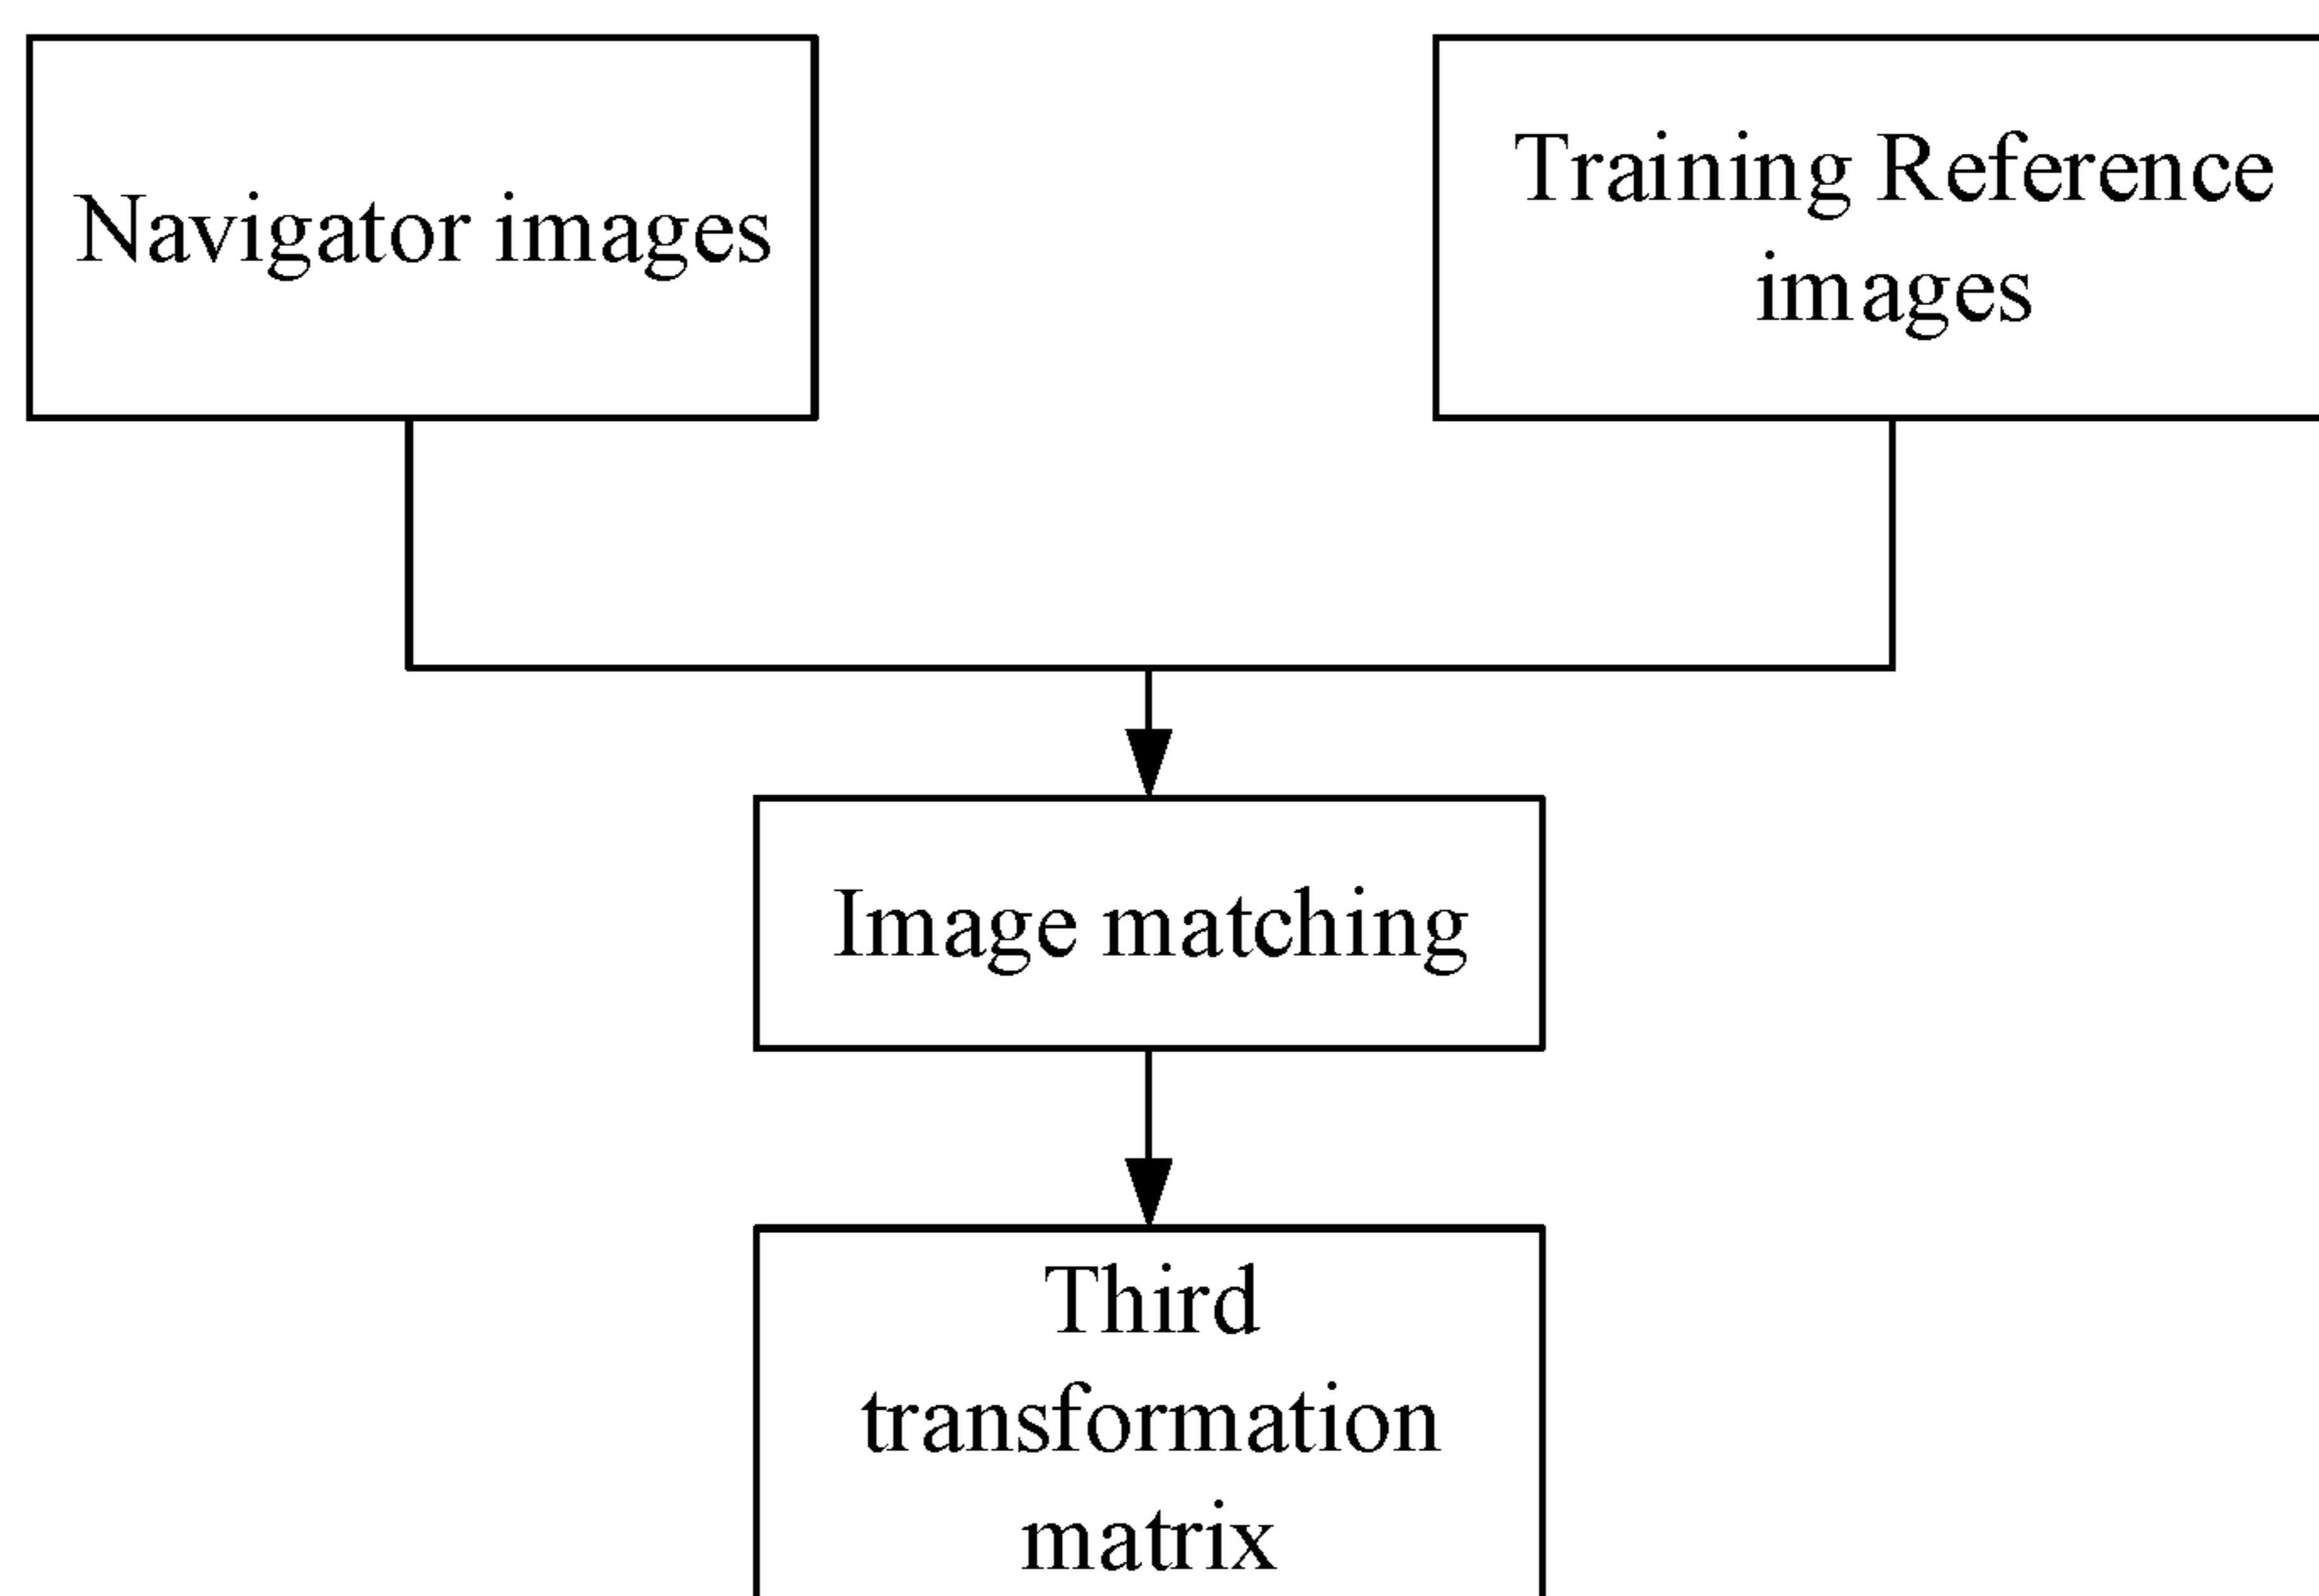 Navigator images
Training Reference
images
Image matching
Third
transformation
matrix